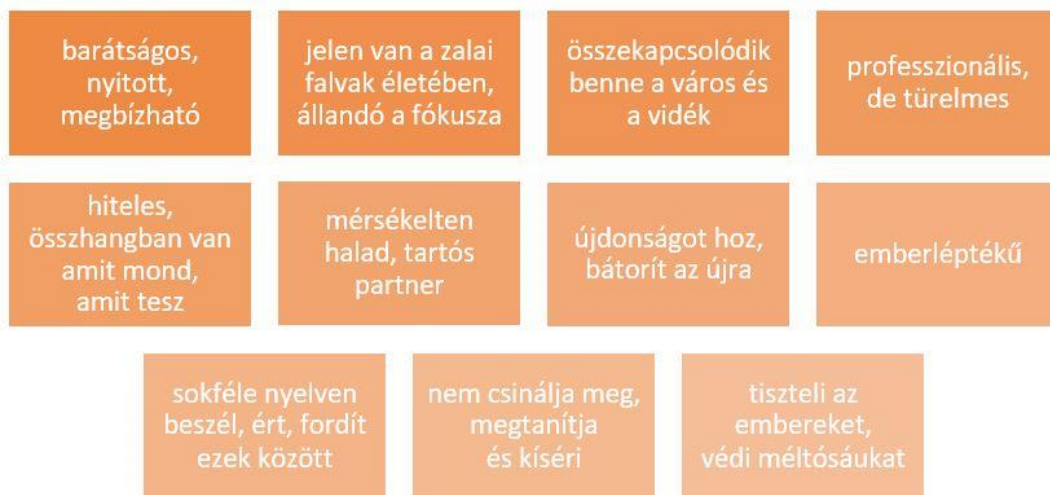 barátságos,
nyitott,
megbízható
jelen van a zalai
falvak életében,
állandó a fókusza
összekapcsolódik
benne a város és
a vidék
professzionális,
de türelmes
hiteles,
összhangban van
amit mond,
amit tesz
mérsékelten
halad, tartós
partner
újdonságot hoz,
bátorít az újra
emberléptékű
sokféle nyelven
beszél, ért, fordít
ezek között
nem csinálja meg,
megtanítja
és kíséri
tiszteli az
embereket,
védi méltósáukat